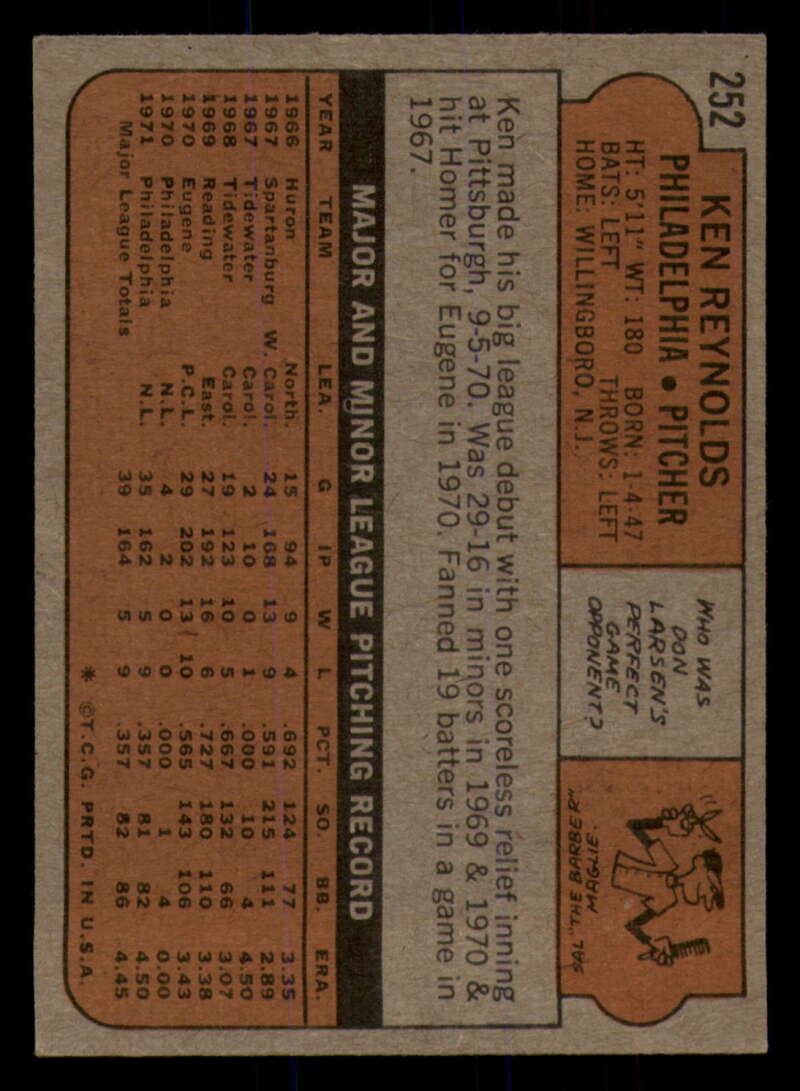 252
KEN REYNOLDS
PHILADELPHIA • PITCHER
HT: 5'11" WT: 180 BORN: 1-4-47
BATS: LEFT THROWS: LEFT
HOME: WILLINGBORO, N.J.
WHO WAS
DON
LARSEN'S
PERFECT
GAME
OPPONENT?
SAL "THE BARBER"
MAGLIE
Ken made his big league debut with one scoreless relief inning
at Pittsburgh, 9-5-70. Was 29-16 in minors in 1969 & 1970 &
hit Homer for Eugene in 1970. Fanned 19 batters in a game in
1967.
MAJOR AND MINOR LEAGUE PITCHING RECORD
YEAR TEAM LEA. G IP W L PCT. SO. BB. ERA.
1966 Huron North. 15 94 9 4 .692 124 77 3.35
1967 Spartanburg W. Carol. 24 168 13 9 .591 215 111 2.89
1967 Tidewater Carol. 2 10 0 1 .000 10 4 4.50
1968 Tidewater Carol. 19 123 10 5 .667 132 66 3.07
1969 Reading East. 27 192 16 6 .727 180 110 3.38
1970 Eugene P.C.L. 29 202 13 10 .565 143 106 3.43
1970 Philadelphia N.L. 4 2 0 0 .000 1 4 0.00
1971 Philadelphia N.L. 35 162 5 9 .357 81 82 4.50
Major League Totals 39 164 5 9 .357 82 86 4.45
* ©T.C.G. PRTD. IN U.S.A.